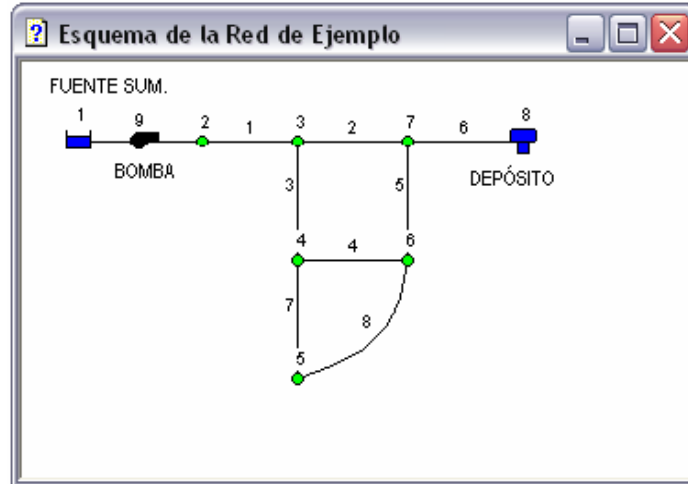 Esquema de la Red de Ejemplo
FUENTE SUM.
1 9 2 1 3 2 7 6 8
BOMBA
DEPÓSITO
3 5
4 4 6
7 8
5